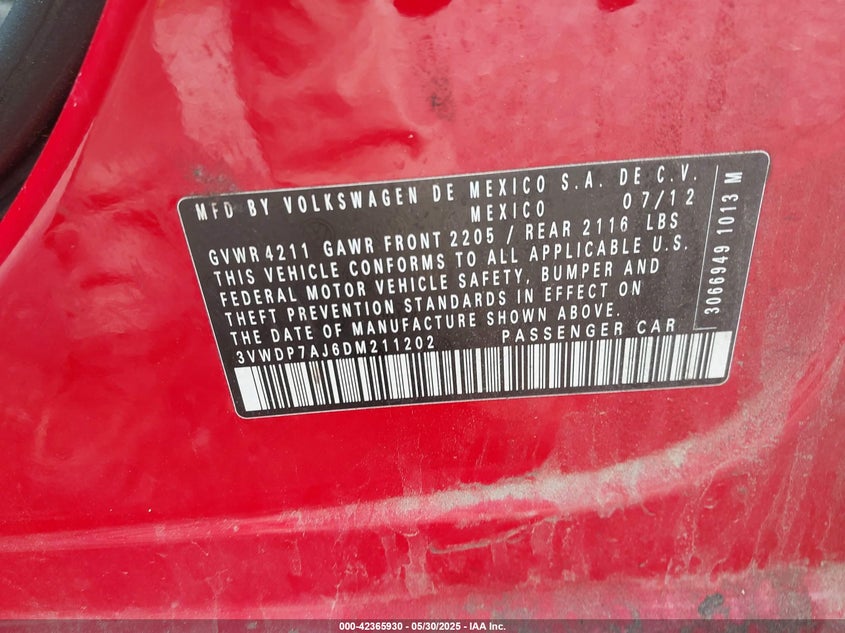 MFD BY VOLKSWAGEN DE MEXICO S.A. DE C.V.
MEXICO 07/12
GVWR 4211 GAWR FRONT 2205 / REAR 2116 LBS
THIS VEHICLE CONFORMS TO ALL APPLICABLE U.S.
FEDERAL MOTOR VEHICLE SAFETY, BUMPER AND
THEFT PREVENTION STANDARDS IN EFFECT ON
THE DATE OF MANUFACTURE SHOWN ABOVE.
3VWDP7AJ6DM211202 PASSENGER CAR
3066949 1013 M
000-42365930 - 05/30/2025 - IAA Inc.